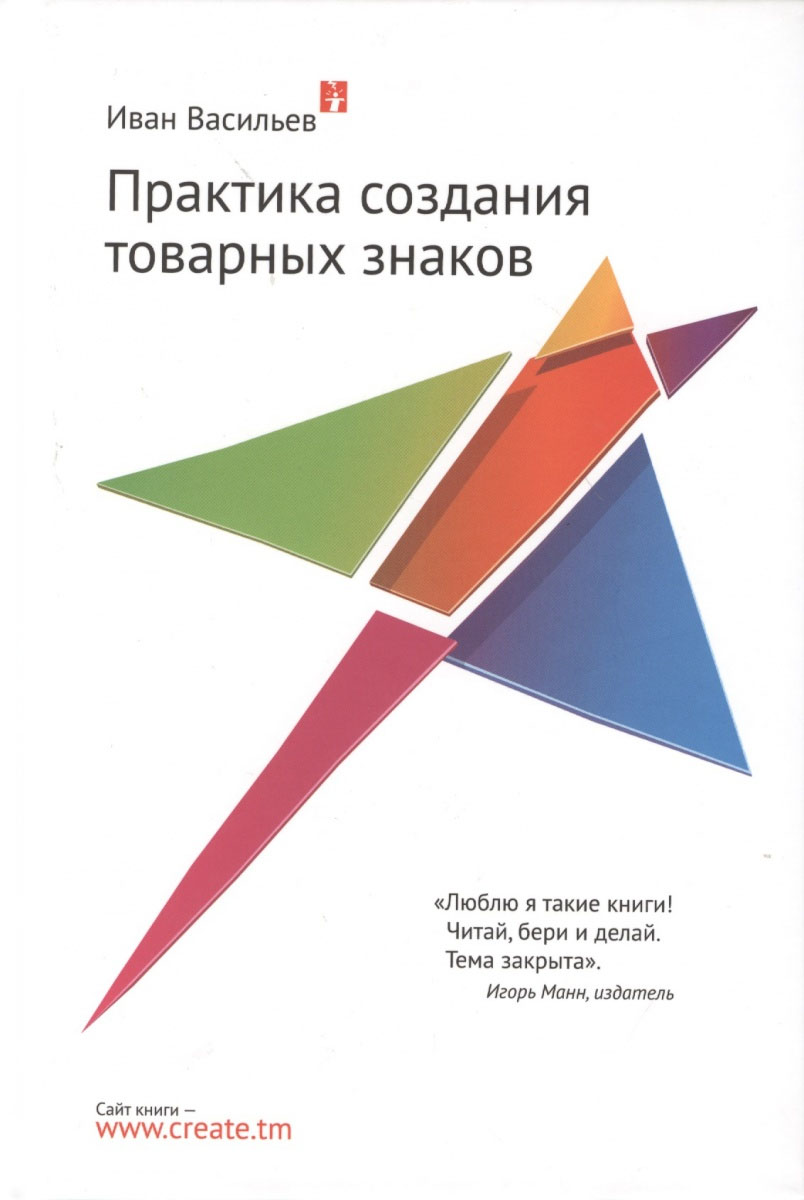 Иван Васильев
Практика создания
товарных знаков
«Люблю я такие книги!
Читай, бери и делай.
Тема закрыта».
Игорь Манн, издатель
Сайт книги —
www.create.tm